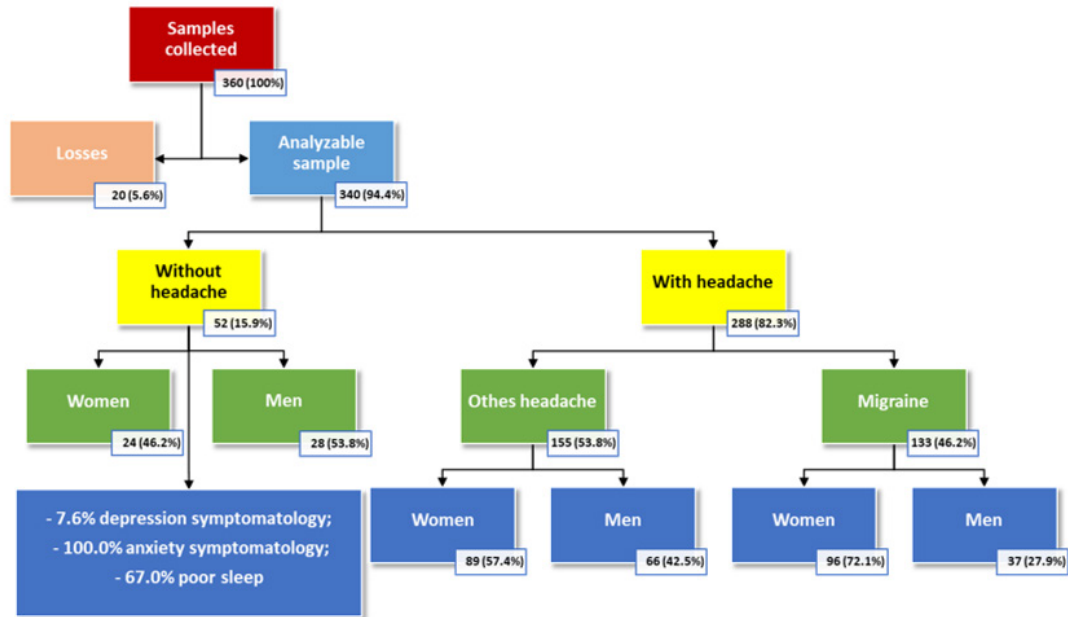 Samples
collected
360 (100%)
Losses
20 (5.6%)
Analyzable
sample
340 (94.4%)
Without
headache
52 (15.9%)
With headache
288 (82.3%)
Women
24 (46.2%)
Men
28 (53.8%)
Othes headache
155 (53.8%)
Migraine
133 (46.2%)
- 7.6% depression symptomatology;
- 100.0% anxiety symptomatology;
- 67.0% poor sleep
Women
89 (57.4%)
Men
66 (42.5%)
Women
96 (72.1%)
Men
37 (27.9%)